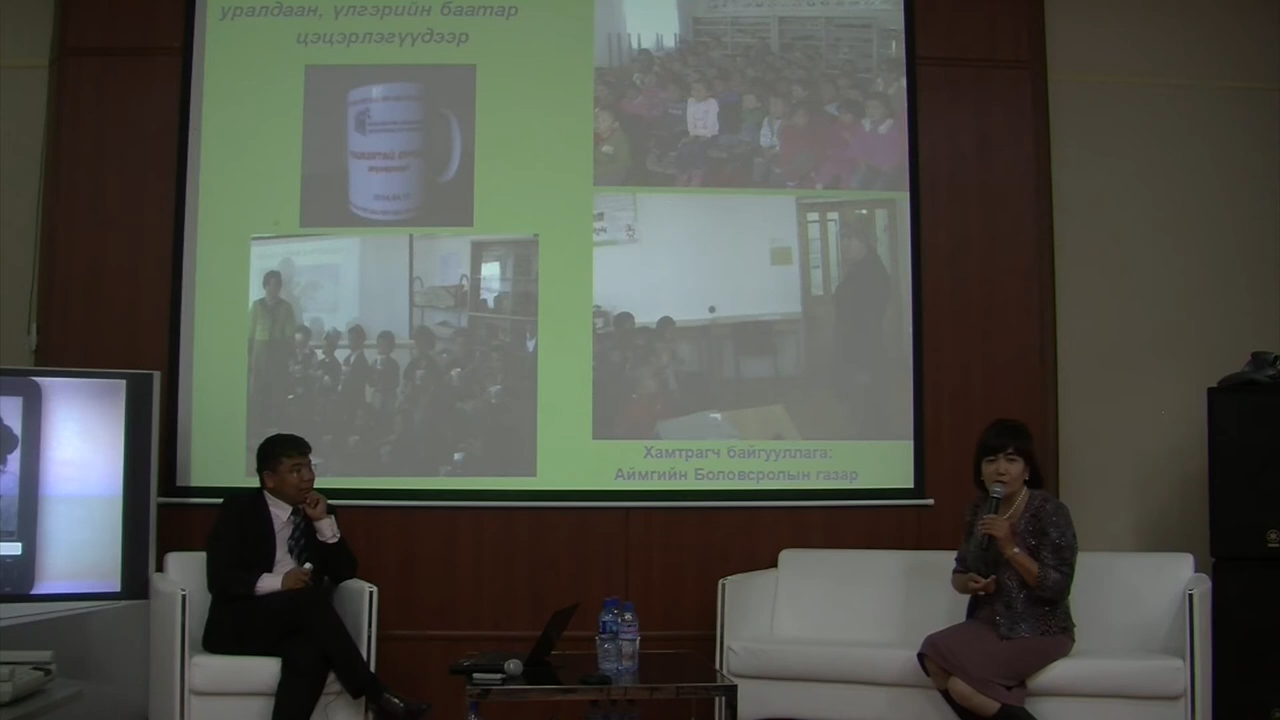 уралдаан, үлгэрийн баатар
цэцэрлэгүүдээр
Хамтрагч байгууллага:
Аймгийн Боловсролын газар